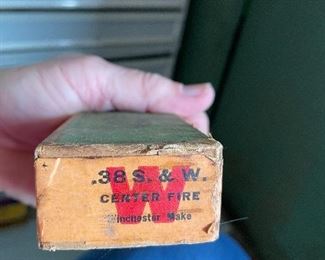 .38 S. & W.
CENTER FIRE
W
Winchester Make